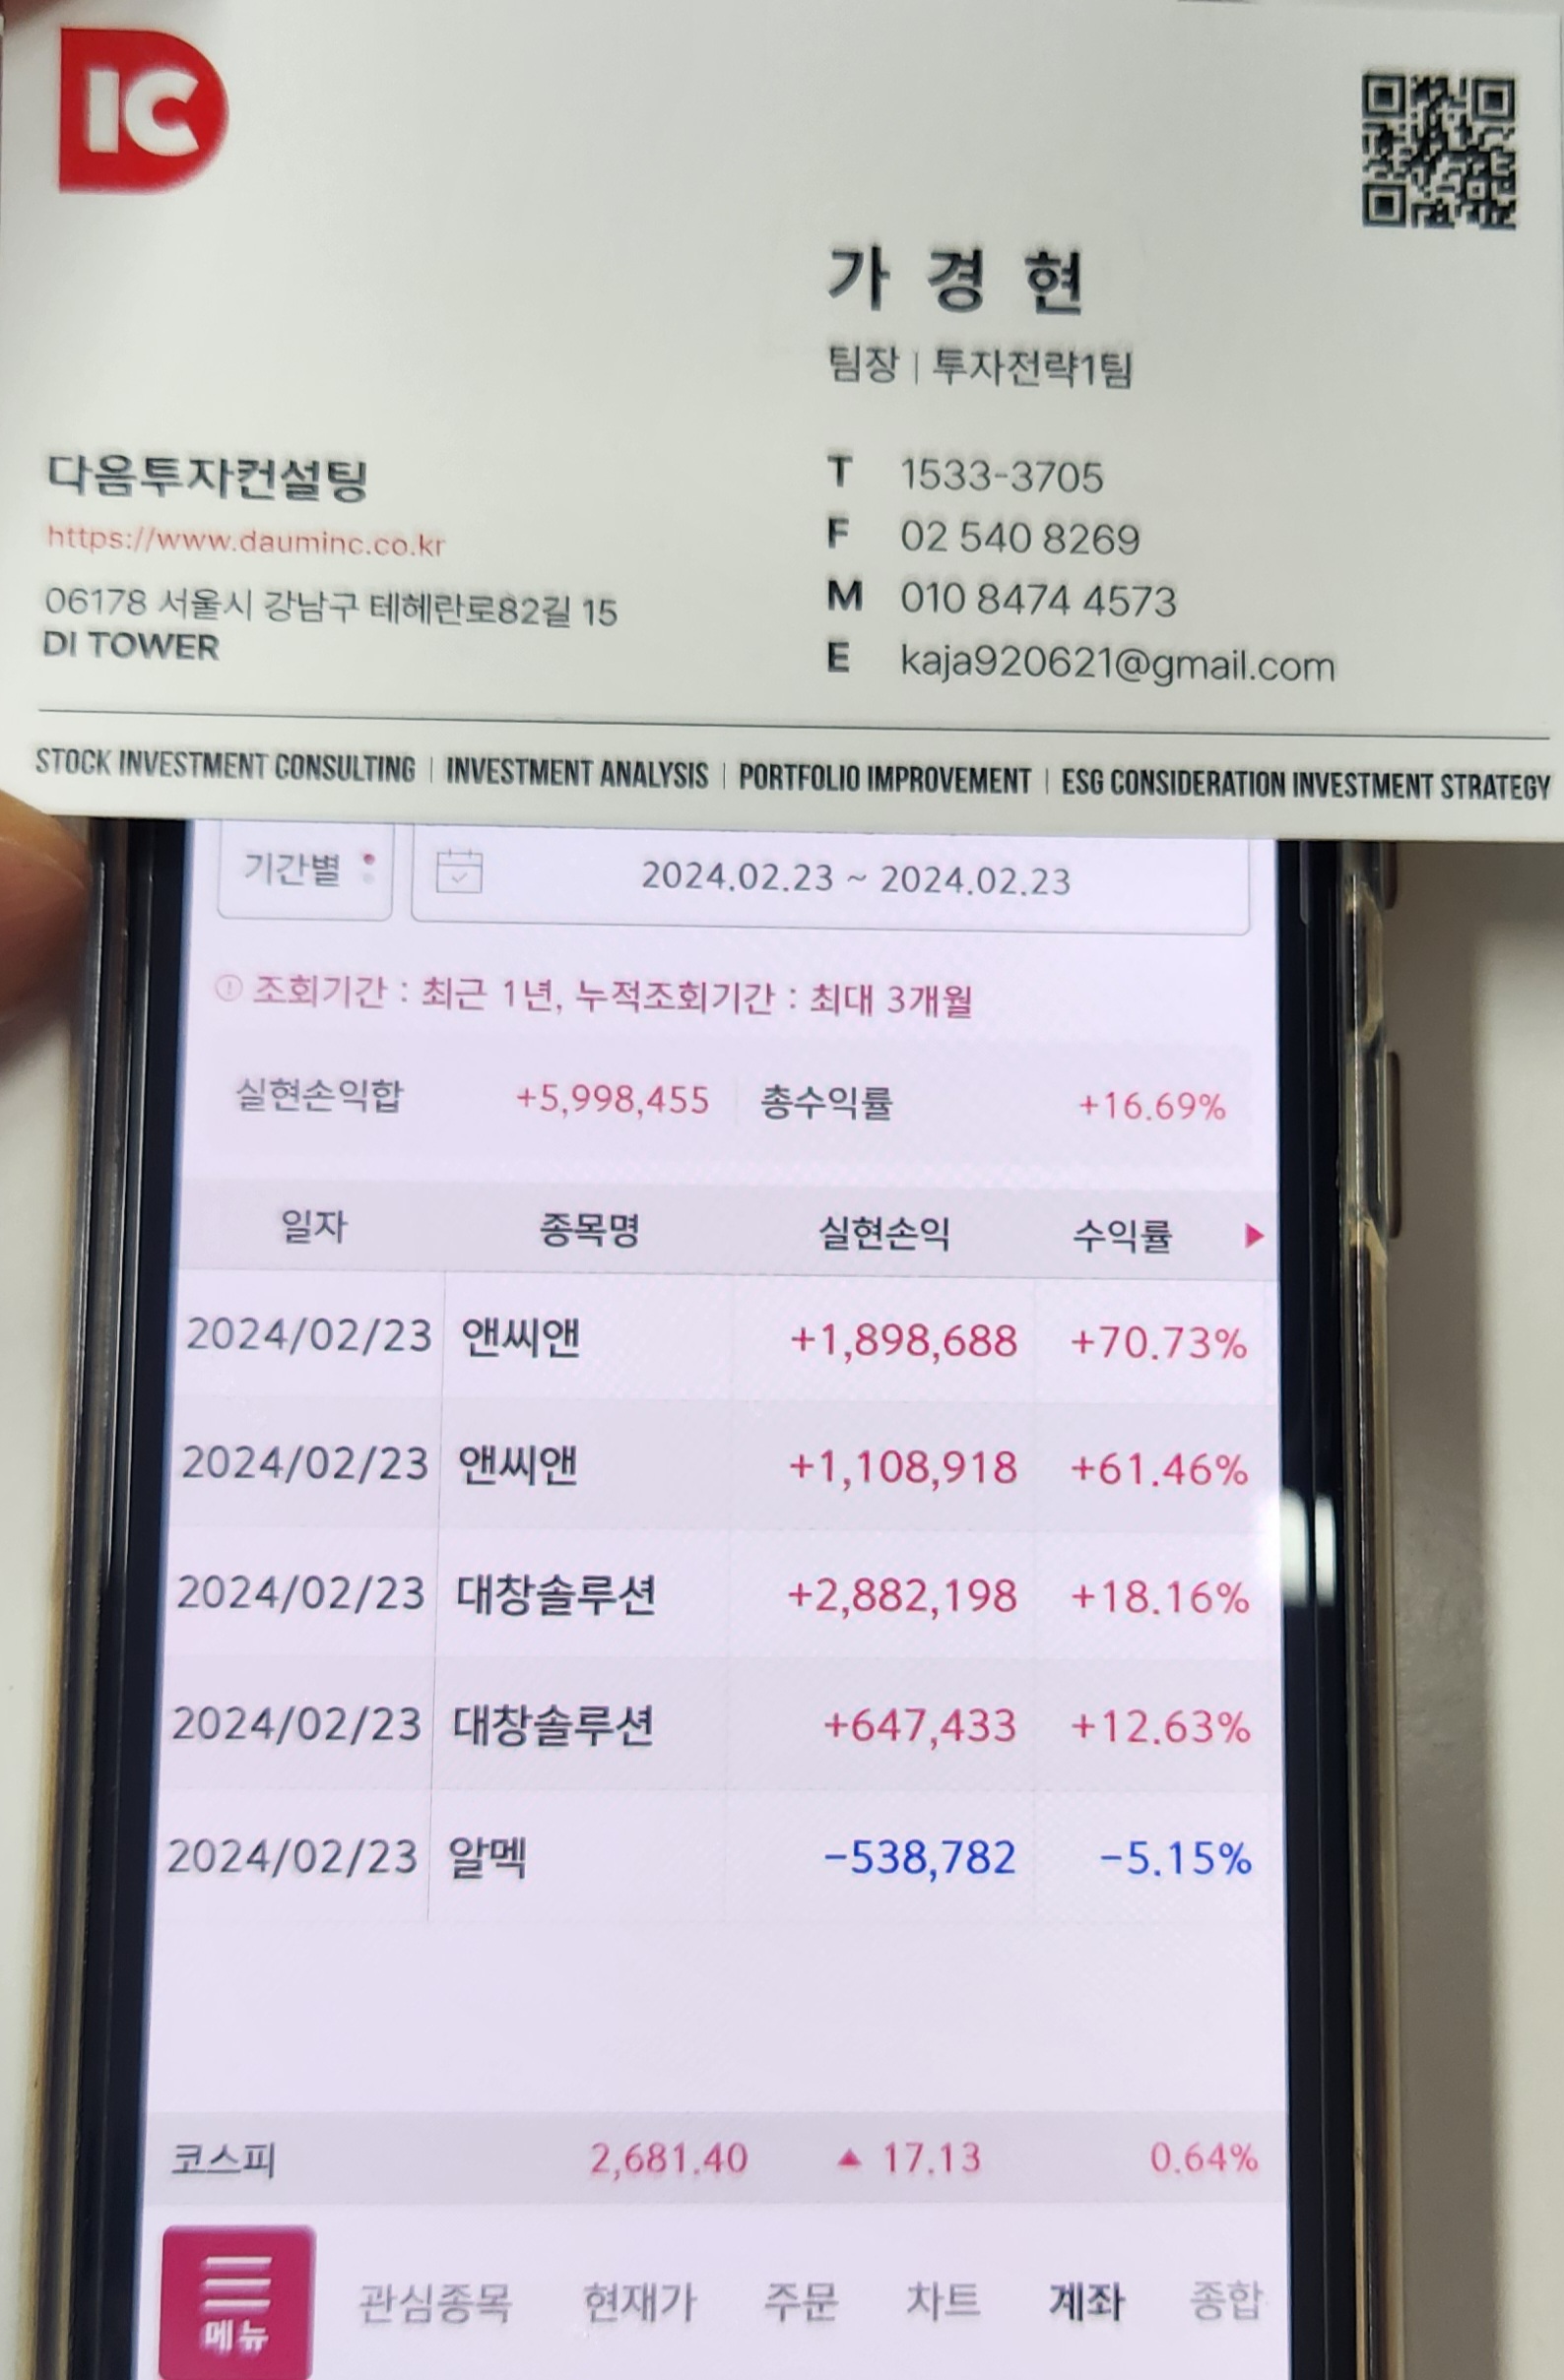 IC
가경현
팀장 | 투자전략1팀
다음투자컨설팅
https://www.dauminc.co.kr
06178 서울시 강남구 테헤란로82길 15
DI TOWER
T 1533-3705
F 02 540 8269
M 010 8474 4573
E kaja920621@gmail.com
STOCK INVESTMENT CONSULTING | INVESTMENT ANALYSIS | PORTFOLIO IMPROVEMENT | ESG CONSIDERATION INVESTMENT STRATEGY
기간별 2024.02.23 ~ 2024.02.23
조회기간 : 최근 1년, 누적조회기간 : 최대 3개월
실현손익합 +5,998,455 총수익률 +16.69%
일자 종목명 실현손익 수익률
2024/02/23 앤씨앤 +1,898,688 +70.73%
2024/02/23 앤씨앤 +1,108,918 +61.46%
2024/02/23 대창솔루션 +2,882,198 +18.16%
2024/02/23 대창솔루션 +647,433 +12.63%
2024/02/23 알멕 -538,782 -5.15%
코스피 2,681.40 ▲ 17.13 0.64%
메뉴 관심종목 현재가 주문 차트 계좌 종합